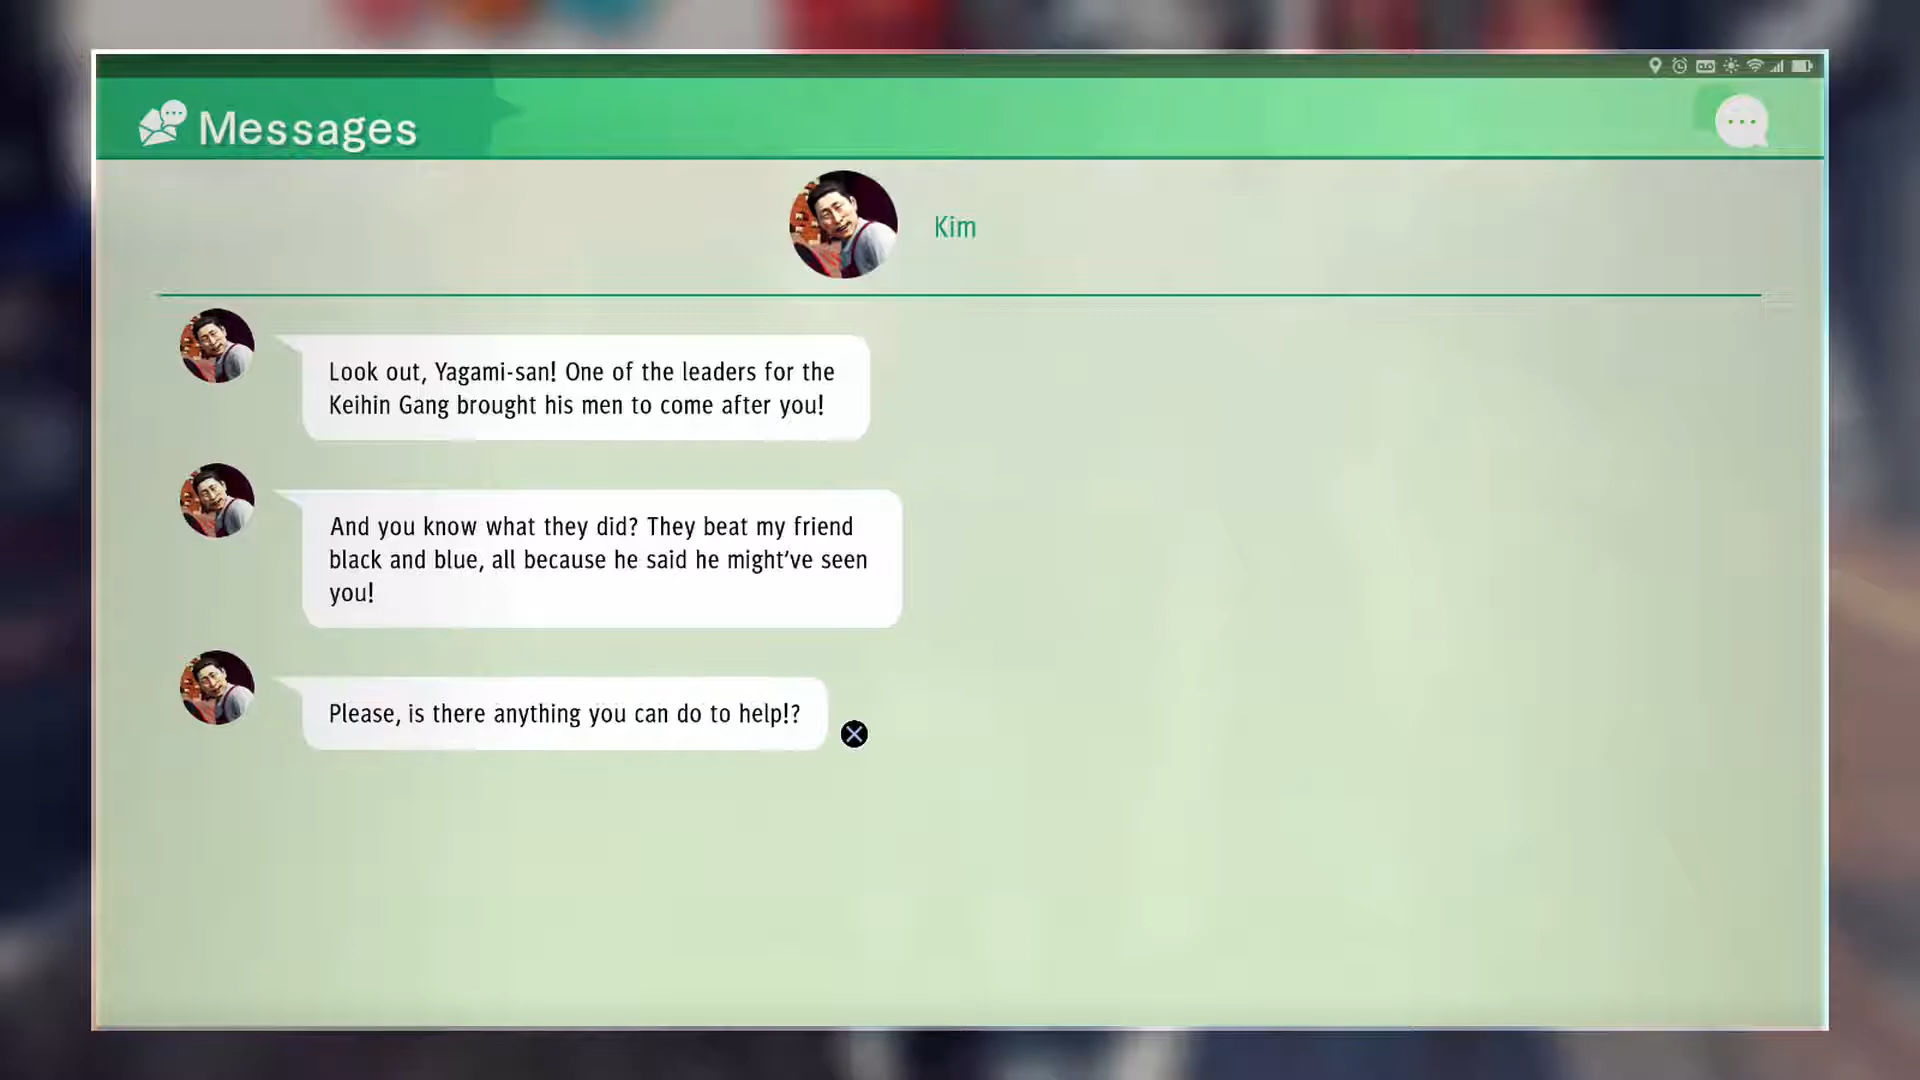 Messages
Kim
Look out, Yagami-san! One of the leaders for the
Keihin Gang brought his men to come after you!
And you know what they did? They beat my friend
black and blue, all because he said he might've seen
you!
Please, is there anything you can do to help!?